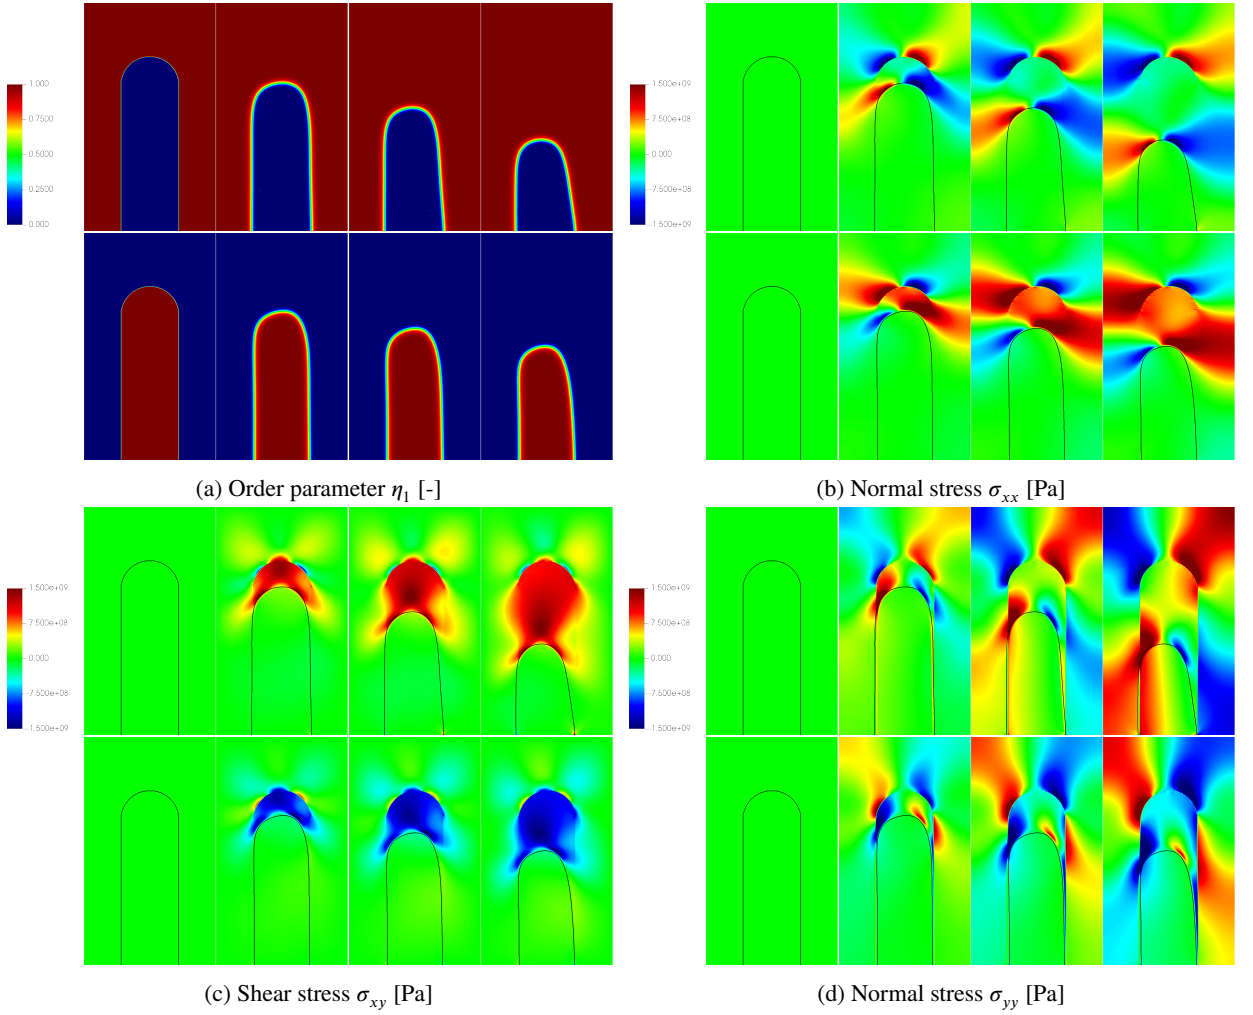 1.000
0.7500
0.5000
0.2500
0.000
1.500e+09
7.500e+08
0.000
-7.500e+08
-1.500e+09
(a) Order parameter η₁ [-]
(b) Normal stress σₓₓ [Pa]
1.500e+09
7.500e+08
0.000
-7.500e+08
-1.500e+09
1.500e+09
7.500e+08
0.000
-7.500e+08
-1.500e+09
(c) Shear stress σ_xy [Pa]
(d) Normal stress σ_yy [Pa]